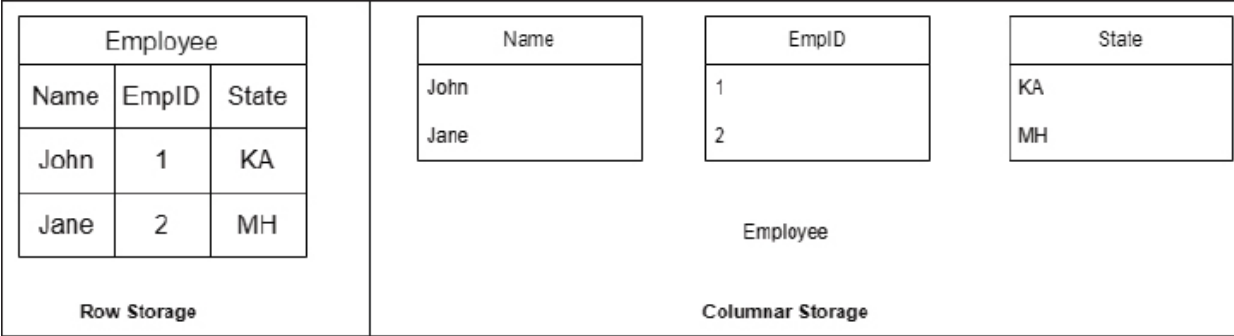 Employee
Name EmpID State
John 1 KA
Jane 2 MH
Row Storage
Name EmpID State
John 1 KA
Jane 2 MH
Employee
Columnar Storage